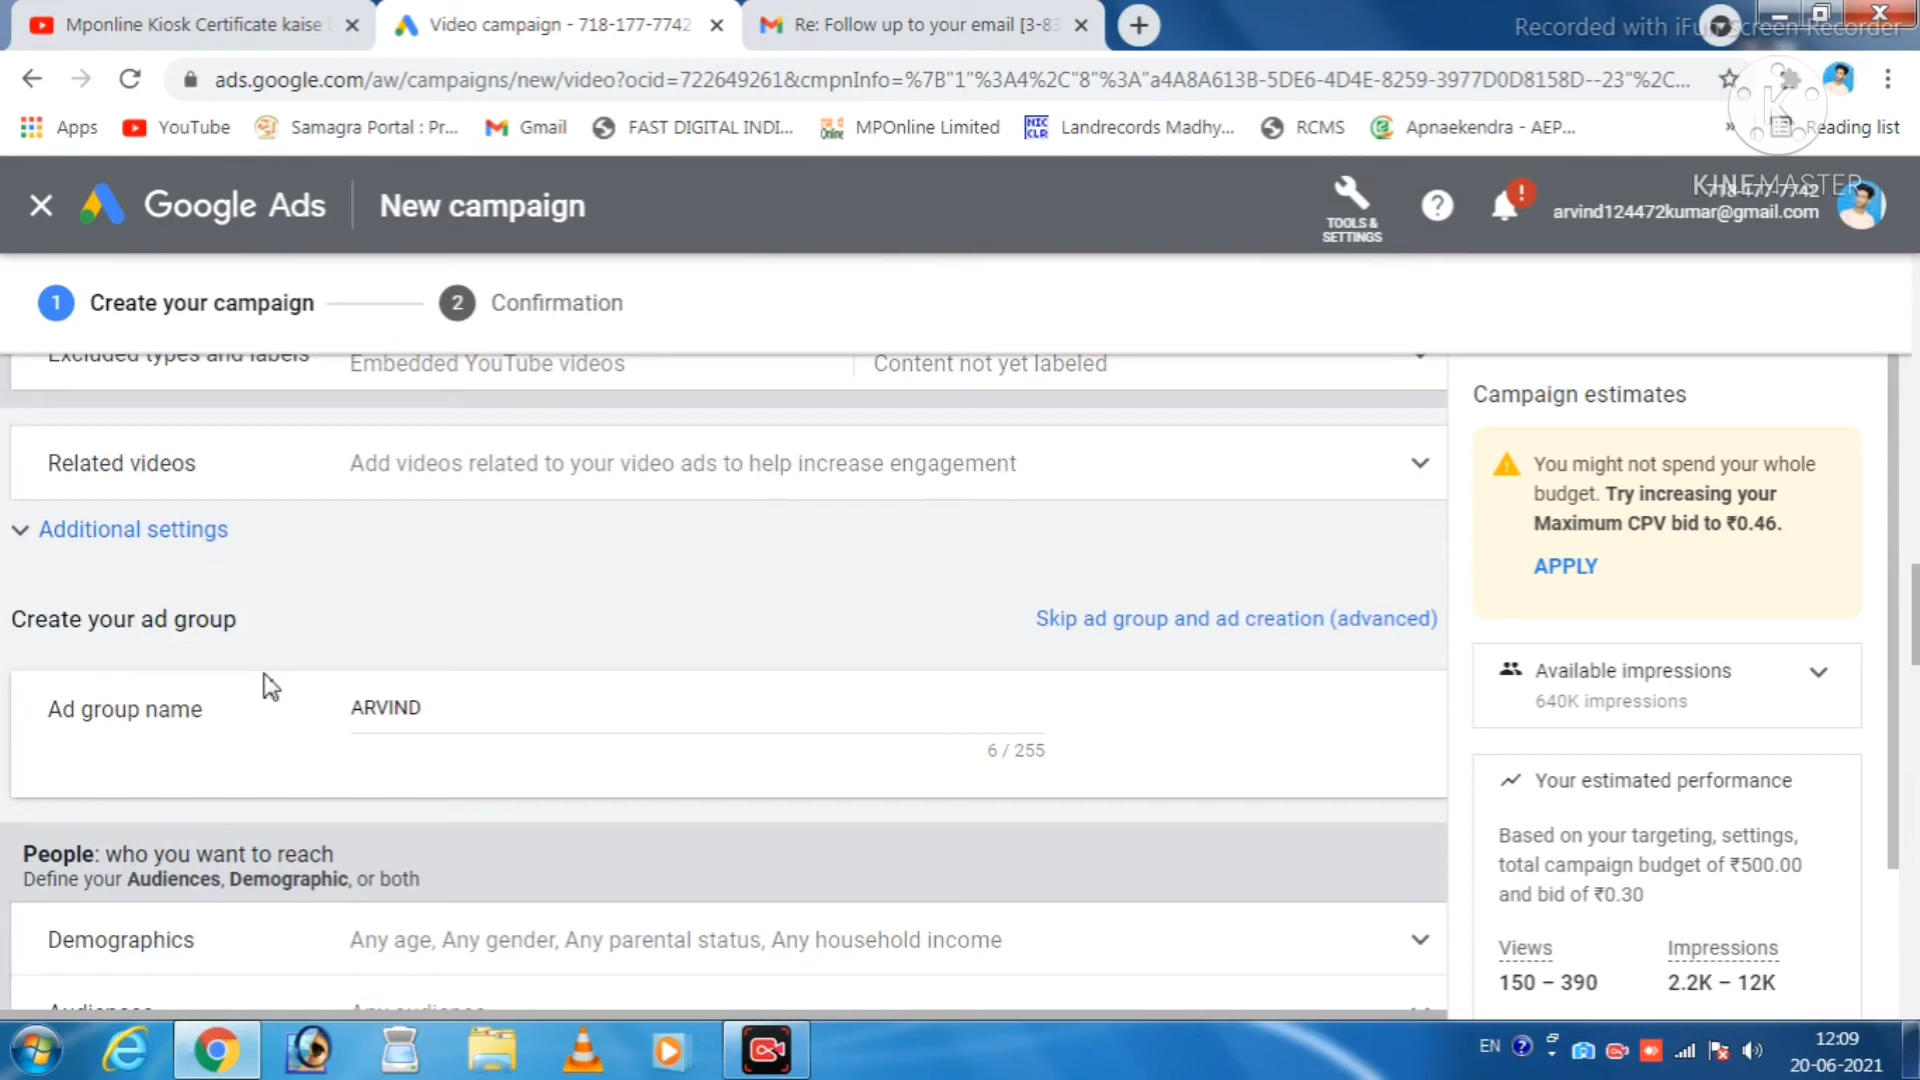 Mponline Kiosk Certificate kaise
Video campaign - 718-177-7742
Re: Follow up to your email [3-83
Recorded with iFun Screen Recorder
ads.google.com/aw/campaigns/new/video?ocid=722649261&cmpnInfo=%7B"1"%3A4%2C"8"%3A"a4A8A613B-5DE6-4D4E-8259-3977D0D8158D--23"%2C...
Apps
YouTube
Samagra Portal : Pr...
Gmail
FAST DIGITAL INDI...
MPOnline Limited
Landrecords Madhy...
RCMS
Apnaekendra - AEP...
»
Reading list
Google Ads
New campaign
TOOLS &
SETTINGS
KINEMASTER
718-177-7742
arvind124472kumar@gmail.com
1 Create your campaign
2 Confirmation
Excluded types and labels
Embedded YouTube videos
Content not yet labeled
Related videos
Add videos related to your video ads to help increase engagement
Additional settings
Create your ad group
Skip ad group and ad creation (advanced)
Ad group name
ARVIND
6 / 255
People: who you want to reach
Define your Audiences, Demographic, or both
Demographics
Any age, Any gender, Any parental status, Any household income
Audiences
Any audience
Campaign estimates
You might not spend your whole
budget. Try increasing your
Maximum CPV bid to ₹0.46.
APPLY
Available impressions
640K impressions
Your estimated performance
Based on your targeting, settings,
total campaign budget of ₹500.00
and bid of ₹0.30
Views
Impressions
150 – 390
2.2K – 12K
EN
12:09
20-06-2021